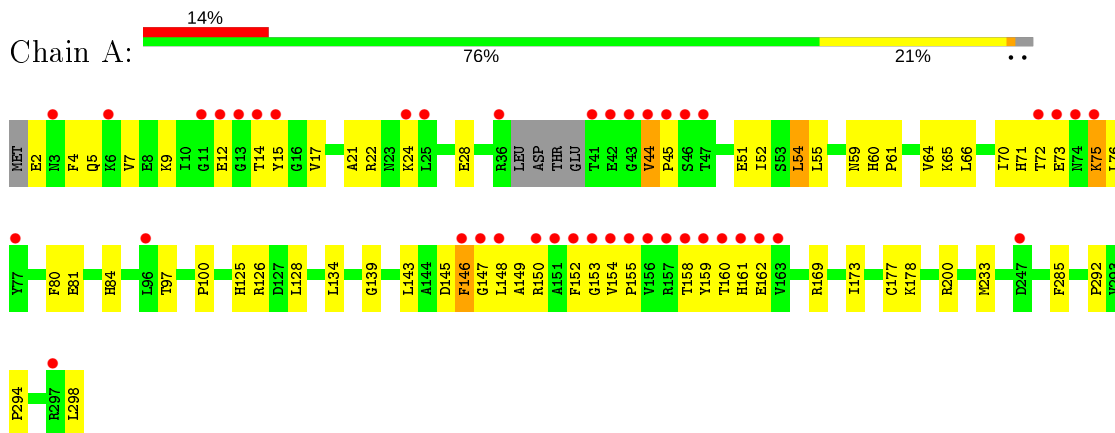 14%
Chain A:
76% 21% • •
MET E2 N3 F4 Q5 K6 V7 E8 K9 I10 G11 E12 G13 T14 Y15 G16 V17 A21 R22 N23 K24 L25 E28 R36 LEU ASP THR GLU T41 E42 G43 V44 P45 S46 T47 E51 I52 S53 L54 L55 N59 H60 P61 V64 K65 L66 I70 H71 T72 E73 N74 K75 L76
Y77 F80 E81 H84 L96 T97 P100 H125 R126 D127 L128 L134 G139 L143 A144 D145 F146 G147 L148 A149 R150 A151 F152 G153 V154 P155 V156 R157 T158 Y159 T160 H161 E162 V163 R169 I173 C177 K178 R200 M233 D247 F285 P292 V293
P294 R297 L298